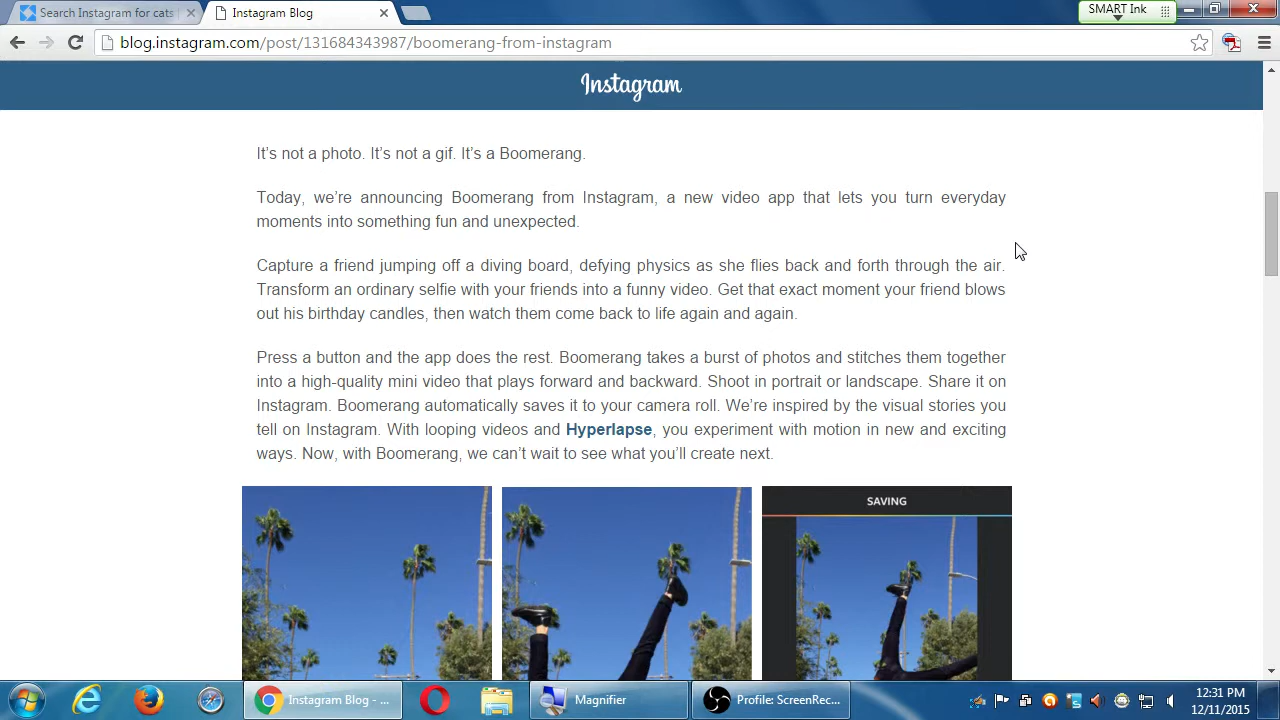 Search Instagram for cats
Instagram Blog
SMART Ink
blog.instagram.com/post/131684343987/boomerang-from-instagram
Instagram
It's not a photo. It's not a gif. It's a Boomerang.
Today, we're announcing Boomerang from Instagram, a new video app that lets you turn everyday
moments into something fun and unexpected.
Capture a friend jumping off a diving board, defying physics as she flies back and forth through the air.
Transform an ordinary selfie with your friends into a funny video. Get that exact moment your friend blows
out his birthday candles, then watch them come back to life again and again.
Press a button and the app does the rest. Boomerang takes a burst of photos and stitches them together
into a high-quality mini video that plays forward and backward. Shoot in portrait or landscape. Share it on
Instagram. Boomerang automatically saves it to your camera roll. We're inspired by the visual stories you
tell on Instagram. With looping videos and Hyperlapse, you experiment with motion in new and exciting
ways. Now, with Boomerang, we can't wait to see what you'll create next.
SAVING
Instagram Blog - ...
Magnifier
Profile: ScreenRec...
12:31 PM
12/11/2015